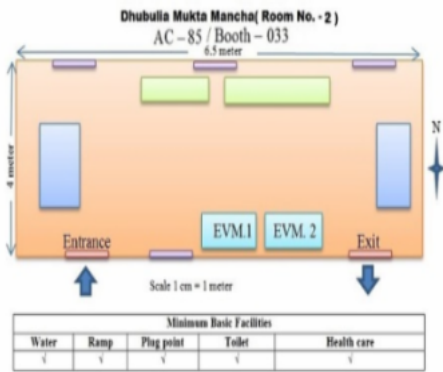 Dhubulia Mukta Mancha( Room No. - 2)
AC – 85 / Booth – 033
6.5 meter
4 meter
N
EVM.1 EVM. 2
Entrance Exit
Scale 1 cm = 1 meter
Minimum Basic Facilities
Water Ramp Plug point Toilet Health care
√ √ √ √ √